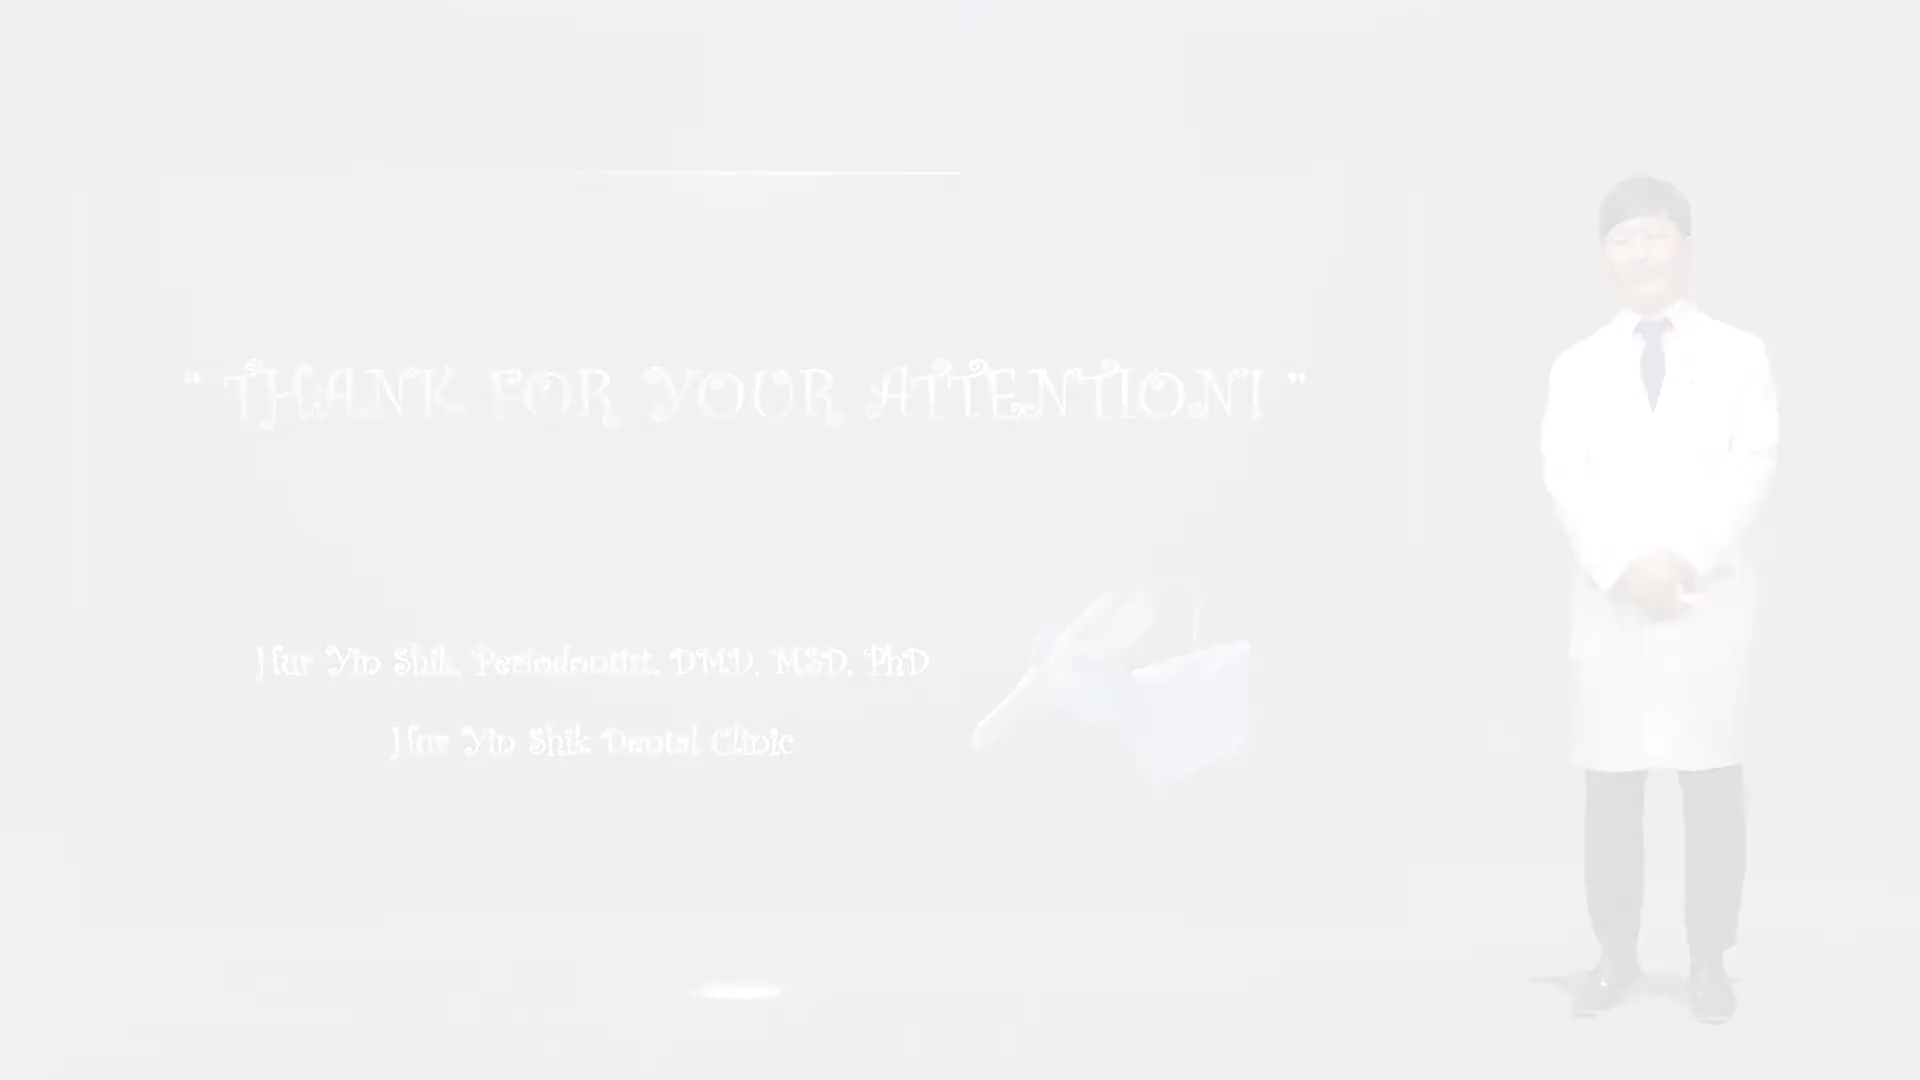 “ THANK FOR YOUR ATTENTION! ”
Hur Yin Shik, Periodontist, DMD, MSD, PhD
Hur Yin Shik Dental Clinic